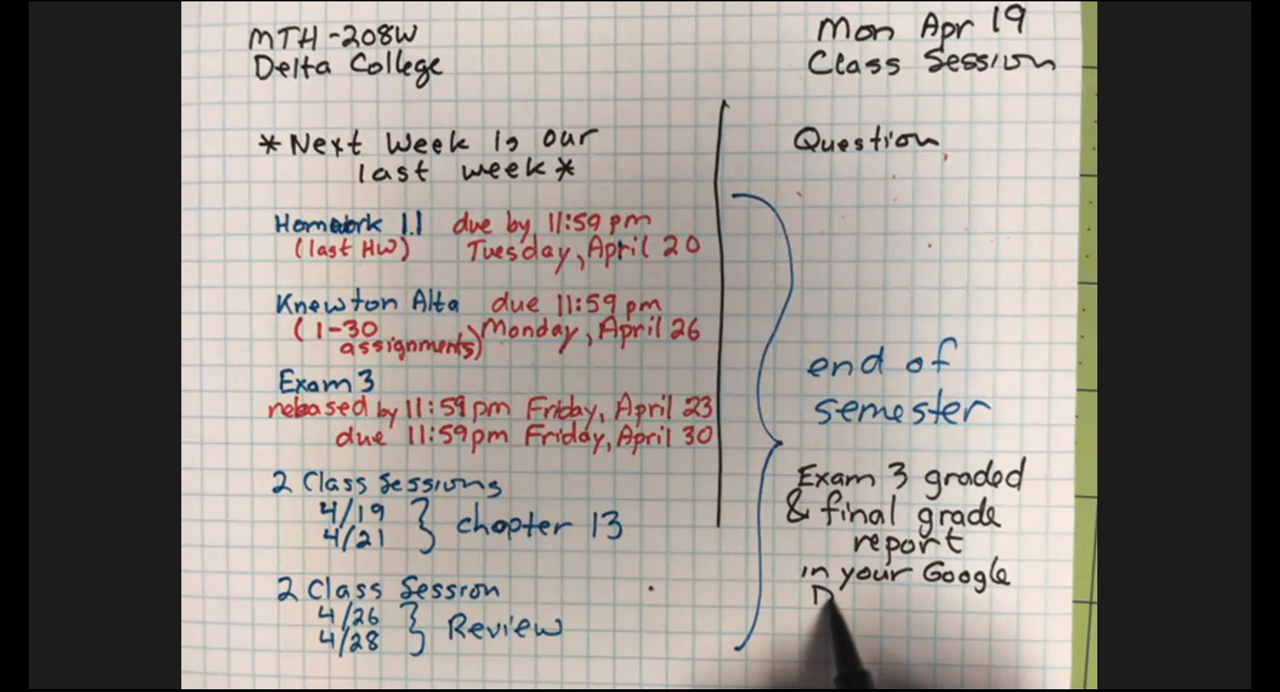 MTH-208W
Delta College
Mon Apr 19
Class Session
*Next Week is our
last week*
Homework 11 due by 11:59 pm
(last HW) Tuesday, April 20
Knewton Alta due 11:59 pm
(1-30 assignments) Monday, April 26
Exam 3
released by 11:59pm Friday, April 23
due 11:59pm Friday, April 30
2 Class Sessions
4/19
4/21
chapter 13
2 Class Session
4/26
4/28
Review
Question
end of
semester
Exam 3 graded
& final grade
report
in your Google
D